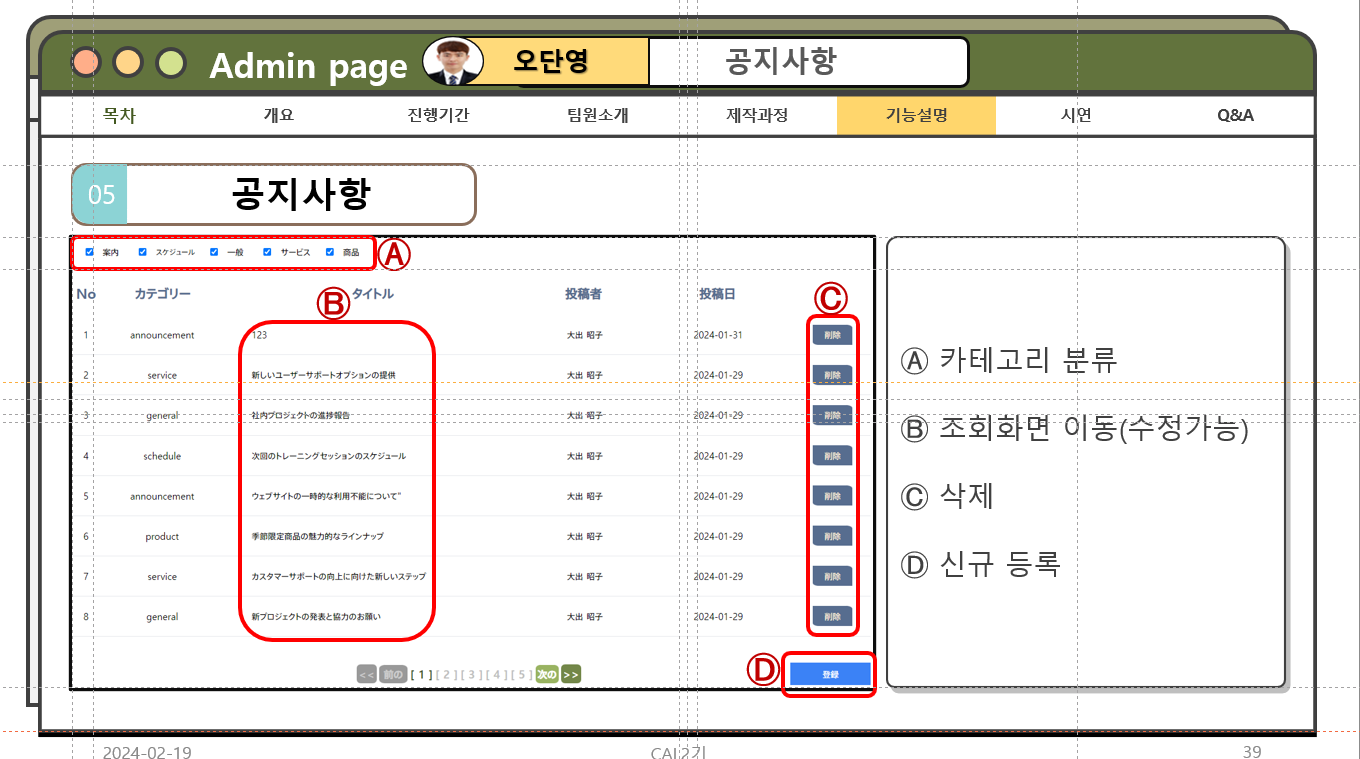 Admin page 오단영 공지사항
목차 개요 진행기간 팀원소개 제작과정 기능설명 시연 Q&A
05 공지사항
案内 スケジュール 一般 サービス 商品 Ⓐ
No カテゴリー Ⓑ タイトル 投稿者 投稿日 Ⓒ
1 announcement 123 大出 昭子 2024-01-31 削除
2 service 新しいユーザーサポートオプションの提供 大出 昭子 2024-01-29 削除
3 general 社内プロジェクトの進捗報告 大出 昭子 2024-01-29 削除
4 schedule 次回のトレーニングセッションのスケジュール 大出 昭子 2024-01-29 削除
5 announcement ウェブサイトの一時的な利用不能について" 大出 昭子 2024-01-29 削除
6 product 季節限定商品の魅力的なラインナップ 大出 昭子 2024-01-29 削除
7 service カスタマーサポートの向上に向けた新しいステップ 大出 昭子 2024-01-29 削除
8 general 新プロジェクトの発表と協力のお願い 大出 昭子 2024-01-29 削除
<< 前の [ 1 ] [ 2 ] [ 3 ] [ 4 ] [ 5 ] 次の >> Ⓓ 登録
Ⓐ 카테고리 분류
Ⓑ 조회화면 이동(수정가능)
Ⓒ 삭제
Ⓓ 신규 등록
2024-02-19 CAI 2기 39